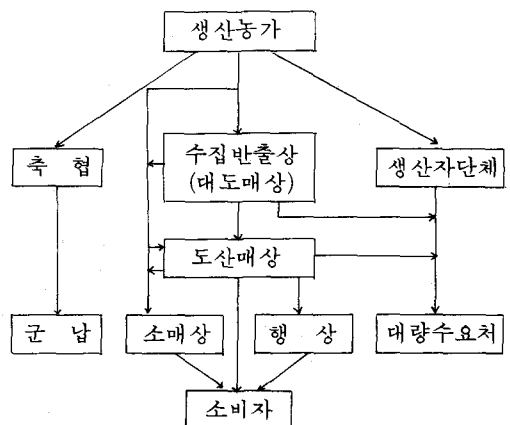 생산농가
축 협
수집반출상
(대도매상)
생산자단체
도산매상
군 납
소매상
행 상
대량수요처
소비자